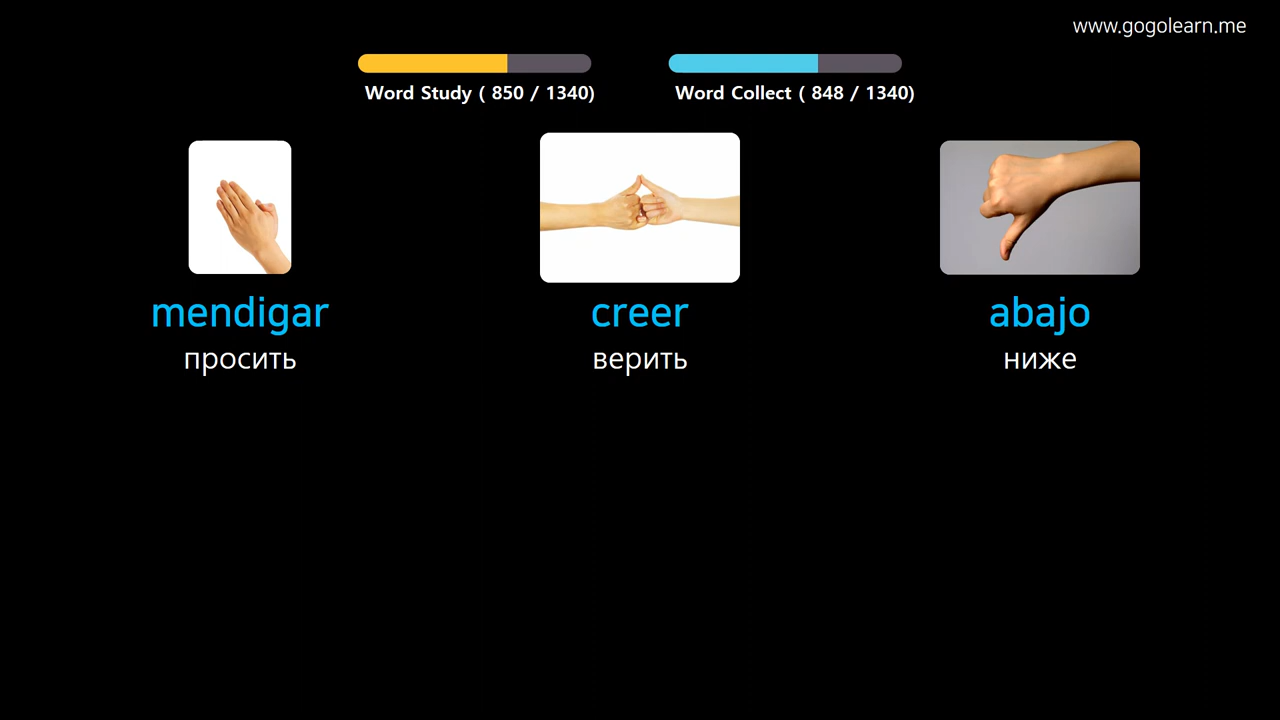 www.gogolearn.me
Word Study ( 850 / 1340)
Word Collect ( 848 / 1340)
mendigar
creer
abajo
просить
верить
ниже